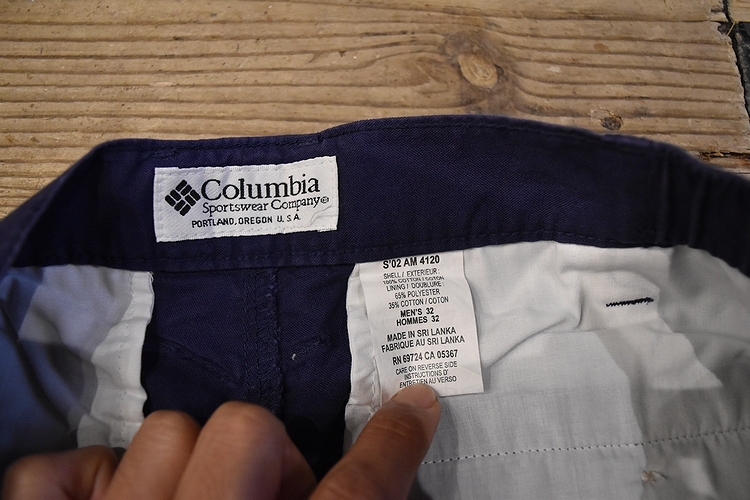 Columbia
Sportswear Company®
PORTLAND, OREGON U.S.A.
S'02 AM 4120
SHELL / EXTERIEUR:
100% COTTON / COTON
LINING / DOUBLURE:
65% POLYESTER
35% COTTON / COTON
MEN'S 32
HOMMES 32
MADE IN SRI LANKA
FABRIQUE AU SRI LANKA
RN 69724 CA 05367
CARE ON REVERSE SIDE
INSTRUCTIONS D'
ENTRETIEN AU VERSO